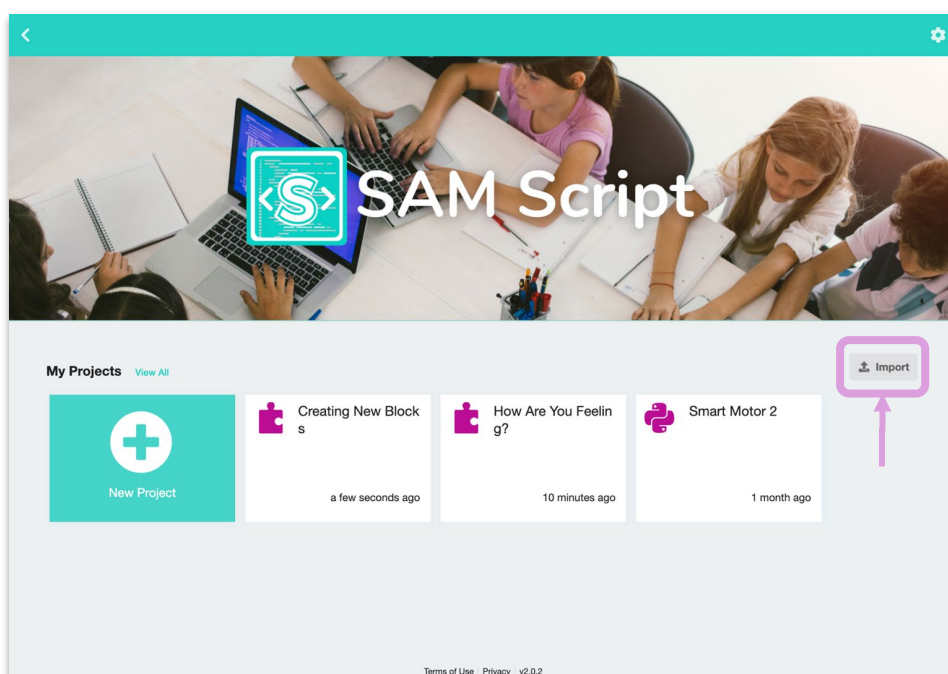 SAM Script
My Projects View All
Import
Creating New Block
s
How Are You Feelin
g?
Smart Motor 2
New Project
a few seconds ago
10 minutes ago
1 month ago
Terms of Use Privacy v2.0.2